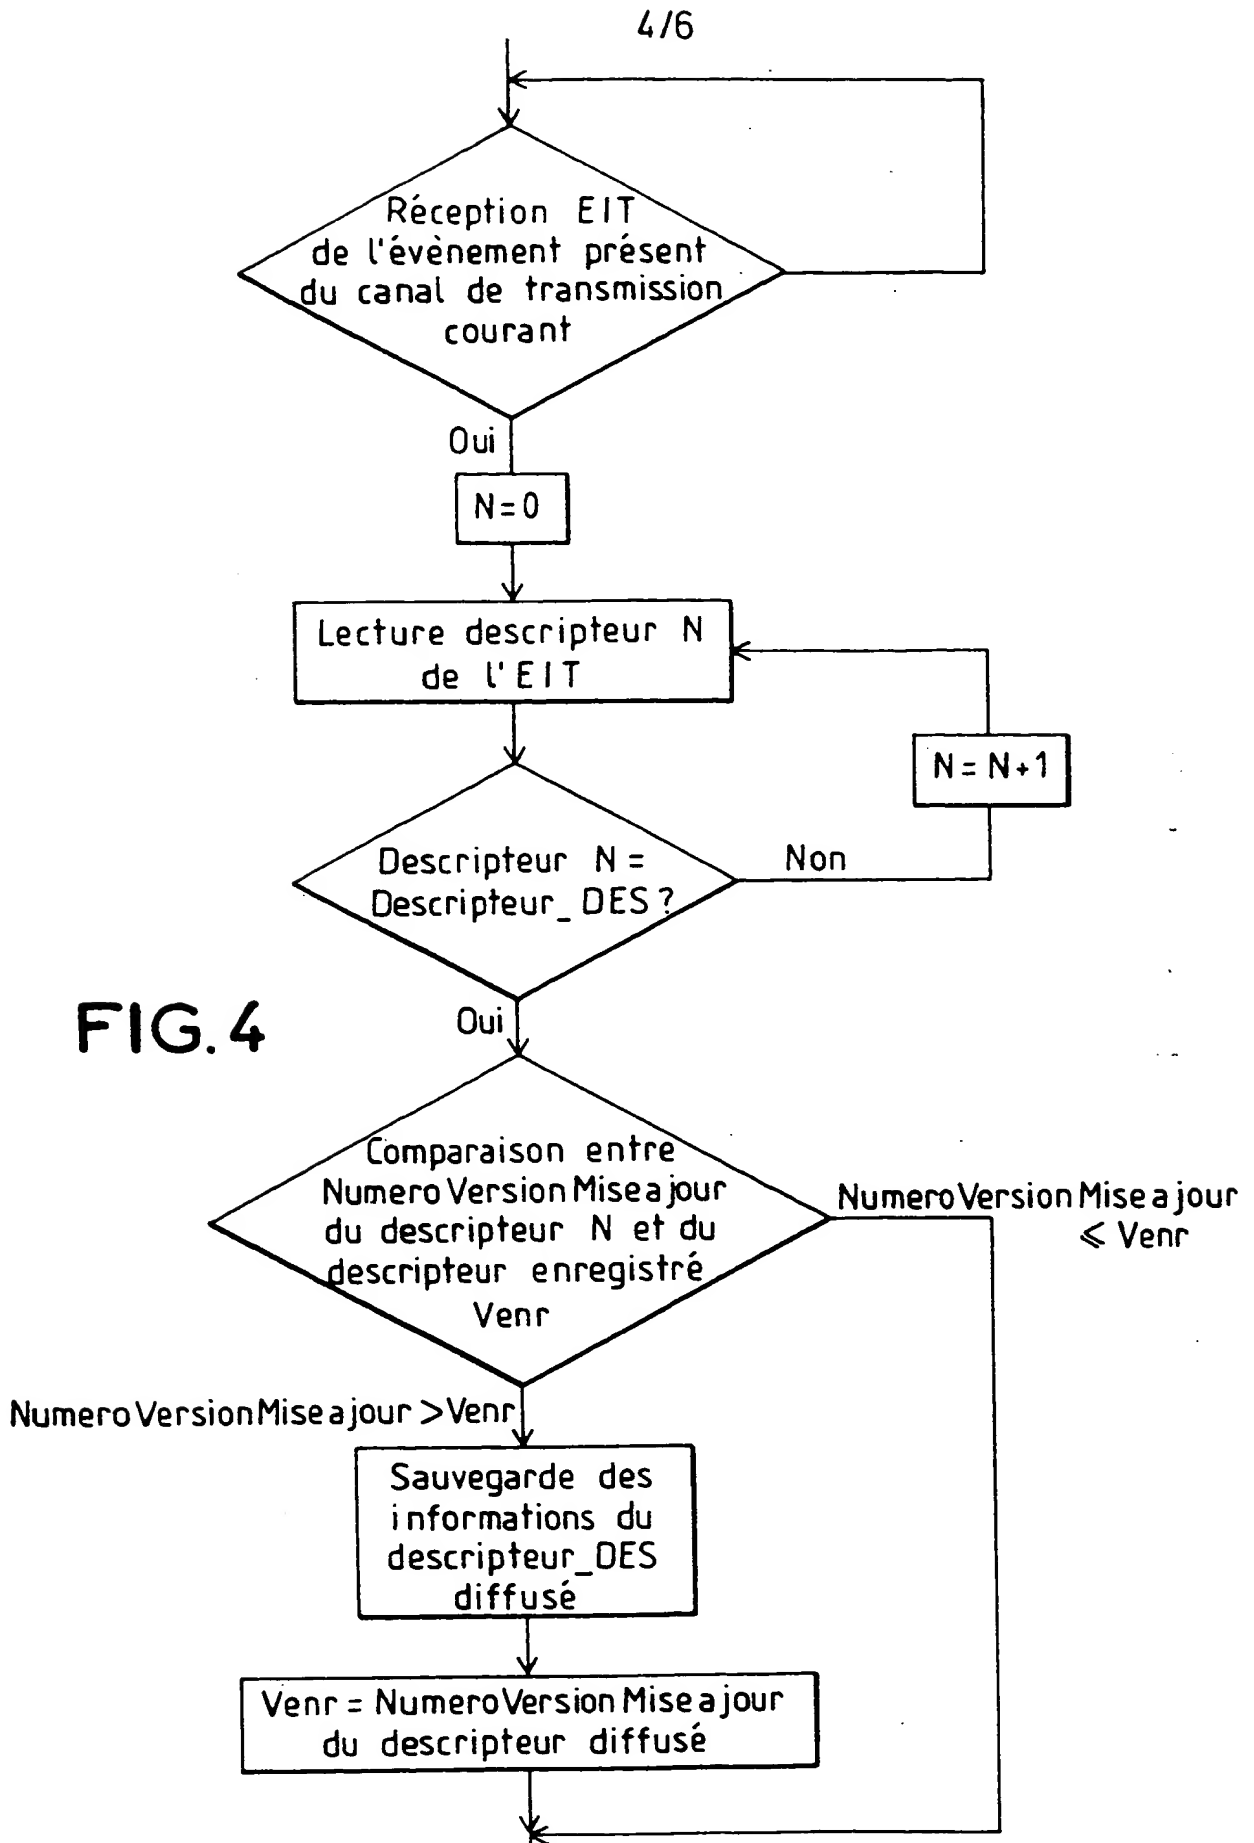 4/6
Réception EIT
de l'évènement présent
du canal de transmission
courant
Oui
N=0
Lecture descripteur N
de l'EIT
N=N+1
Descripteur N =
Descripteur_DES?
Non
FIG.4
Oui
Comparaison entre
NumeroVersionMiseajour
du descripteur N et du
descripteur enregistré
Venr
NumeroVersionMiseajour
⩽ Venr
NumeroVersionMiseajour >Venr
Sauvegarde des
informations du
descripteur_DES
diffusé
Venr = NumeroVersionMiseajour
du descripteur diffusé